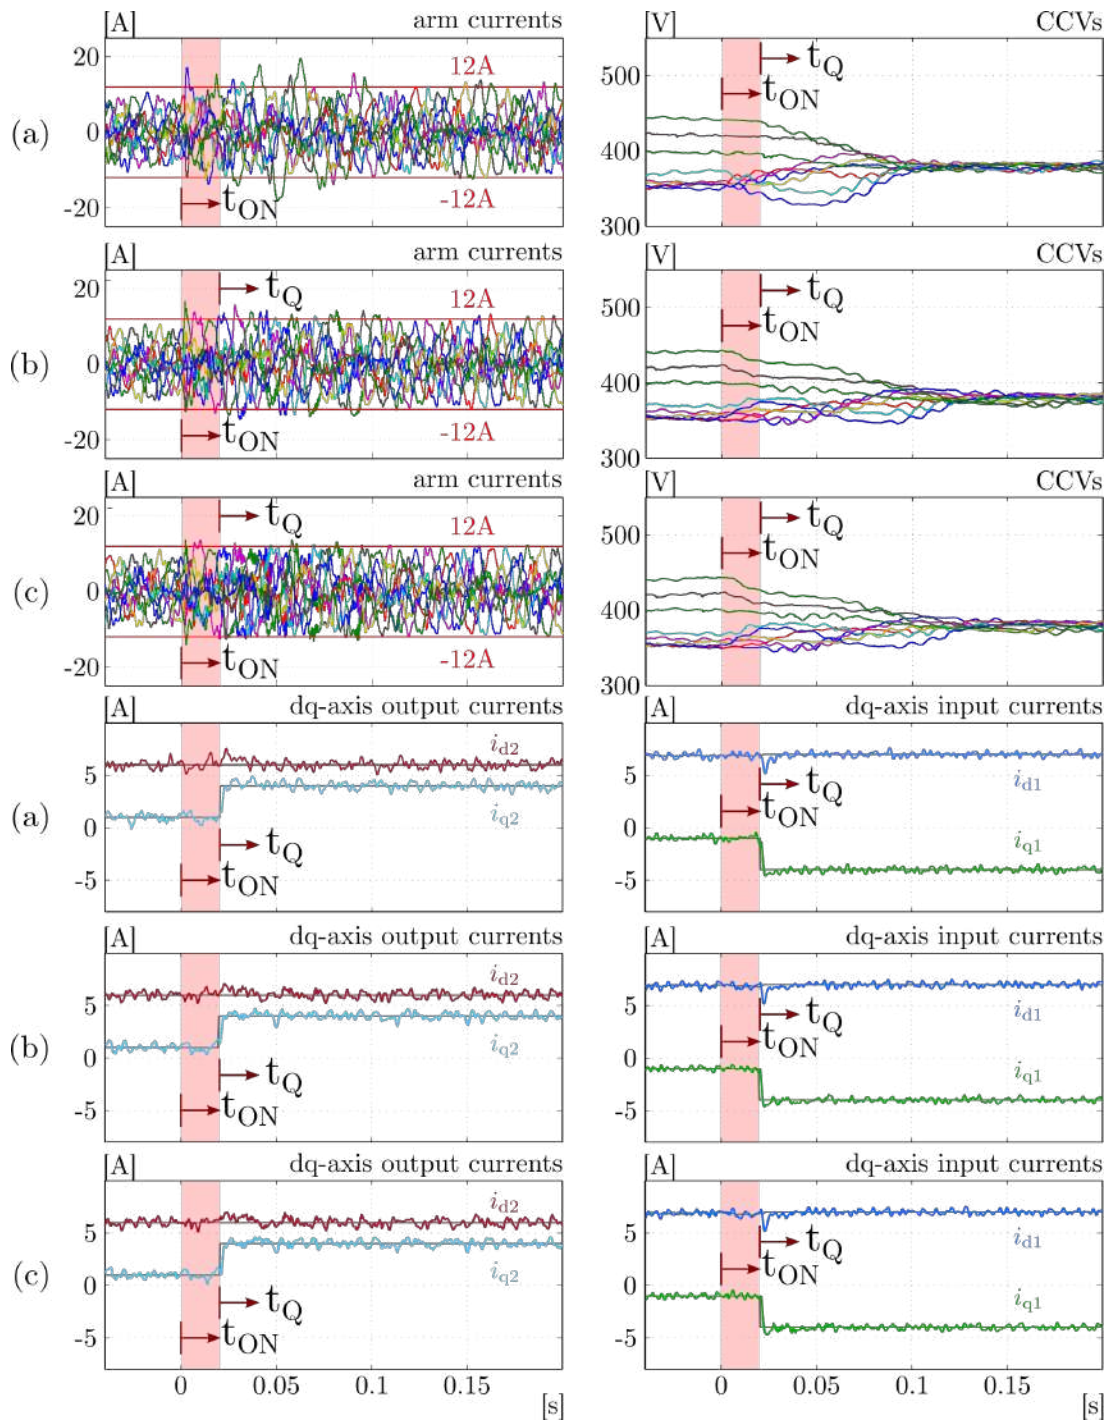 [A] arm currents [V] CCVs
20 12A 500 tQ
tON
(a) 0 400
-20 tON -12A 300
[A] arm currents [V] CCVs
20 tQ 12A 500 tQ
tON
(b) 0 400
-20 tON -12A 300
[A] arm currents [V] CCVs
20 tQ 12A 500 tQ
tON
(c) 0 400
-20 tON -12A 300
[A] dq-axis output currents [A] dq-axis input currents
5 id2 5 id1
tQ
(a) iq2 tON
0 0
tQ iq1
-5 tON -5
[A] dq-axis output currents [A] dq-axis input currents
5 id2 5 id1
tQ
(b) iq2 tON
0 0
tQ iq1
-5 tON -5
[A] dq-axis output currents [A] dq-axis input currents
5 id2 5 id1
tQ
(c) iq2 tON
0 0
tQ iq1
-5 tON -5
0 0.05 0.1 0.15 0 0.05 0.1 0.15
[s] [s]